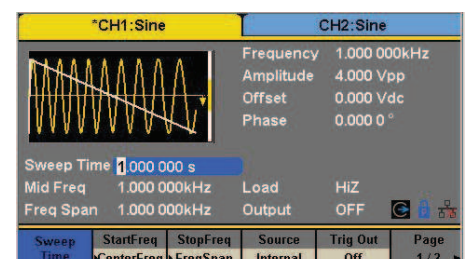 *CH1:Sine CH2:Sine
Frequency 1.000 000kHz
Amplitude 4.000 Vpp
Offset 0.000 Vdc
Phase 0.000 0 °
Sweep Time 1.000 000 s
Mid Freq 1.000 000kHz Load HiZ
Freq Span 1.000 000kHz Output OFF
Sweep StartFreq StopFreq Source Trig Out Page
Time CenterFreq FreqSpan Internal Off 1/2